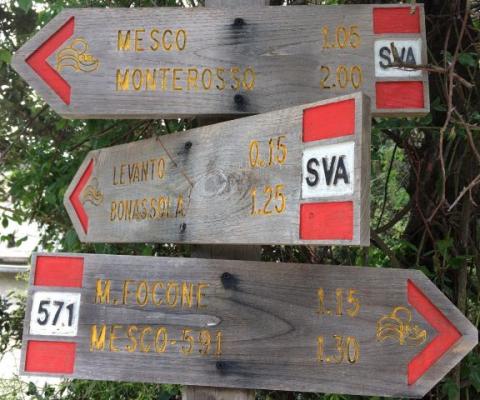 MESCO 1.05
MONTEROSSO 2.00
SVA
LEVANTO 0.15
BONASSOLA 1.25
SVA
571
M. FOCONE 1.15
MESCO-591 1.30